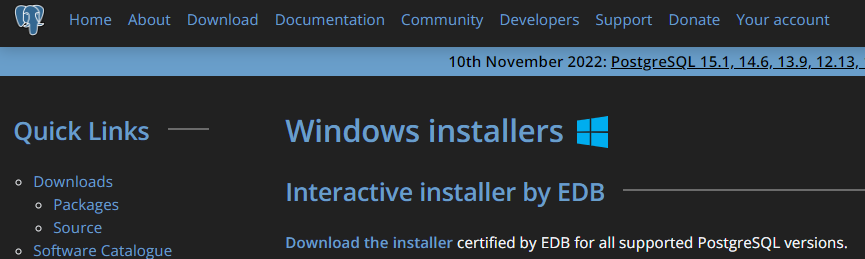 Home About Download Documentation Community Developers Support Donate Your account
10th November 2022: PostgreSQL 15.1, 14.6, 13.9, 12.13,
Quick Links
Downloads
Packages
Source
Software Catalogue
Windows installers
Interactive installer by EDB
Download the installer certified by EDB for all supported PostgreSQL versions.